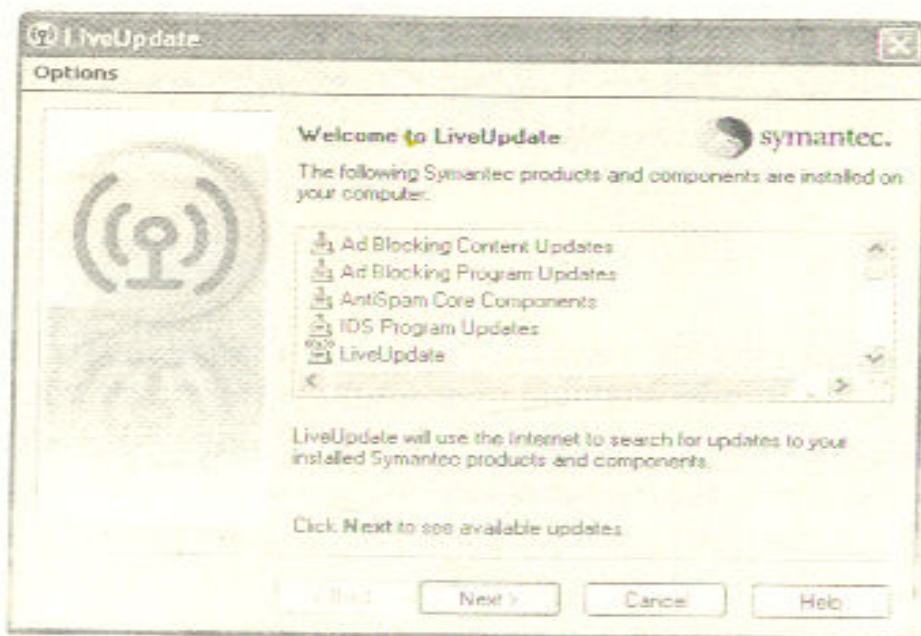 LiveUpdate
Options
Welcome to LiveUpdate
symantec.
The following Symantec products and components are installed on
your computer.
Ad Blocking Content Updates
Ad Blocking Program Updates
AntiSpam Core Components
IDS Program Updates
LiveUpdate
LiveUpdate will use the Internet to search for updates to your
installed Symantec products and components.
Click Next to see available updates
< Back Next > Cancel Help